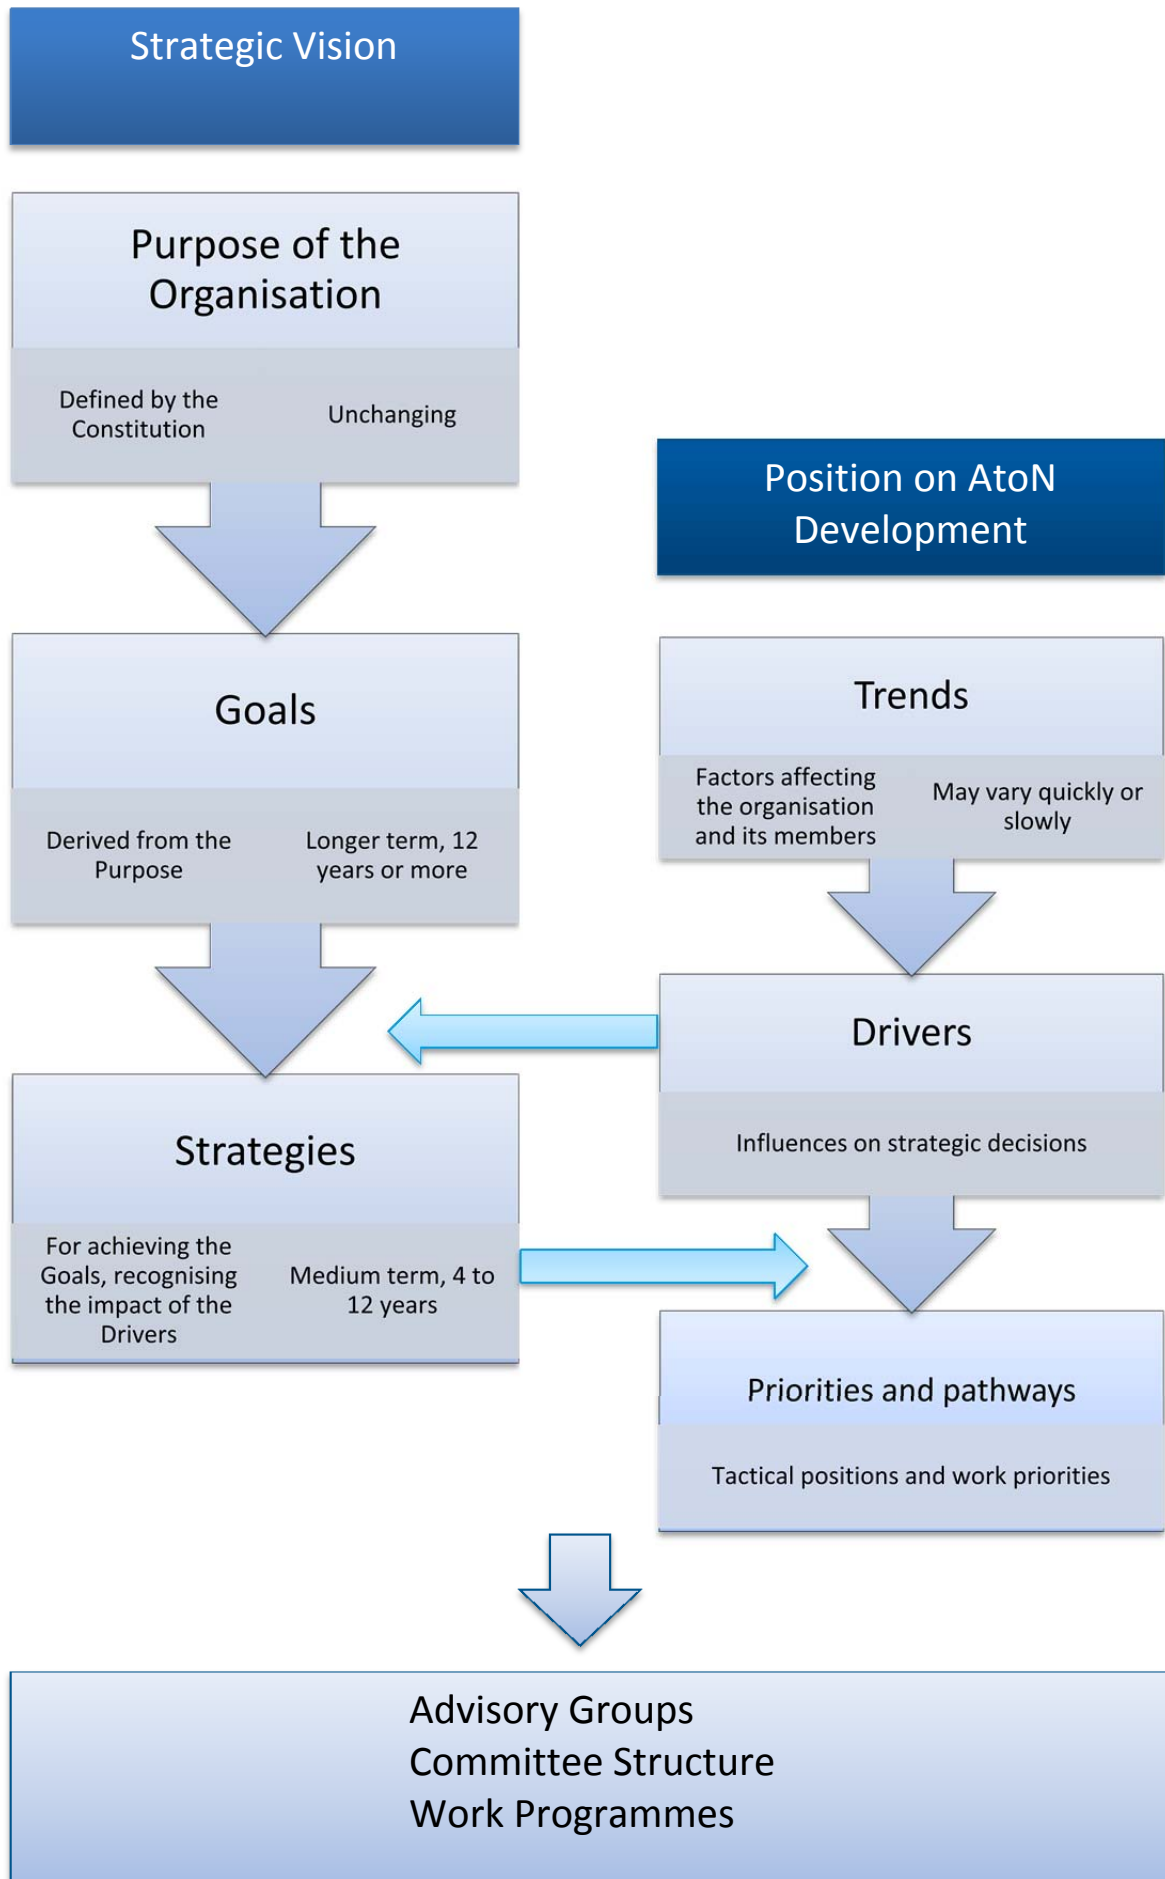 Strategic Vision
Purpose of the
Organisation
Defined by the
Constitution
Unchanging
Goals
Derived from the
Purpose
Longer term, 12
years or more
Strategies
For achieving the
Goals, recognising
the impact of the
Drivers
Medium term, 4 to
12 years
Position on AtoN
Development
Trends
Factors affecting
the organisation
and its members
May vary quickly or
slowly
Drivers
Influences on strategic decisions
Priorities and pathways
Tactical positions and work priorities
Advisory Groups
Committee Structure
Work Programmes